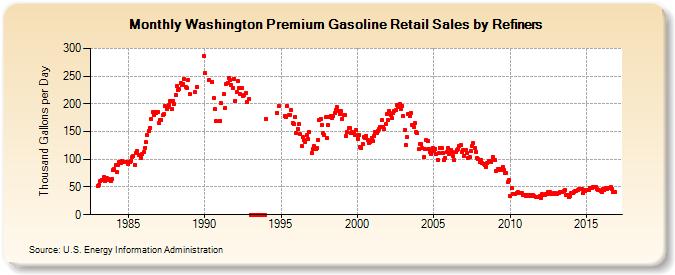 Monthly Washington Premium Gasoline Retail Sales by Refiners
Thousand Gallons per Day
300
250
200
150
100
50
0
1985 1990 1995 2000 2005 2010 2015
Source: U.S. Energy Information Administration